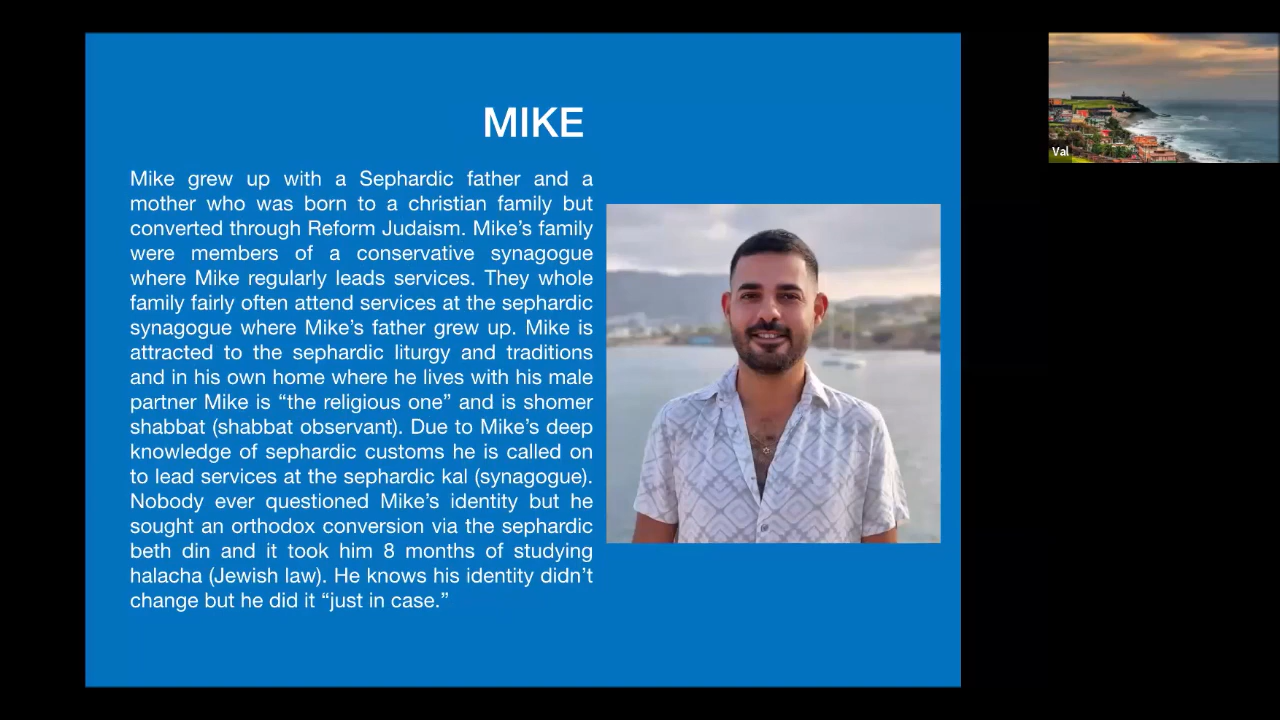 MIKE
Mike grew up with a Sephardic father and a
mother who was born to a christian family but
converted through Reform Judaism. Mike’s family
were members of a conservative synagogue
where Mike regularly leads services. They whole
family fairly often attend services at the sephardic
synagogue where Mike’s father grew up. Mike is
attracted to the sephardic liturgy and traditions
and in his own home where he lives with his male
partner Mike is “the religious one” and is shomer
shabbat (shabbat observant). Due to Mike’s deep
knowledge of sephardic customs he is called on
to lead services at the sephardic kal (synagogue).
Nobody ever questioned Mike’s identity but he
sought an orthodox conversion via the sephardic
beth din and it took him 8 months of studying
halacha (Jewish law). He knows his identity didn’t
change but he did it “just in case.”
Val